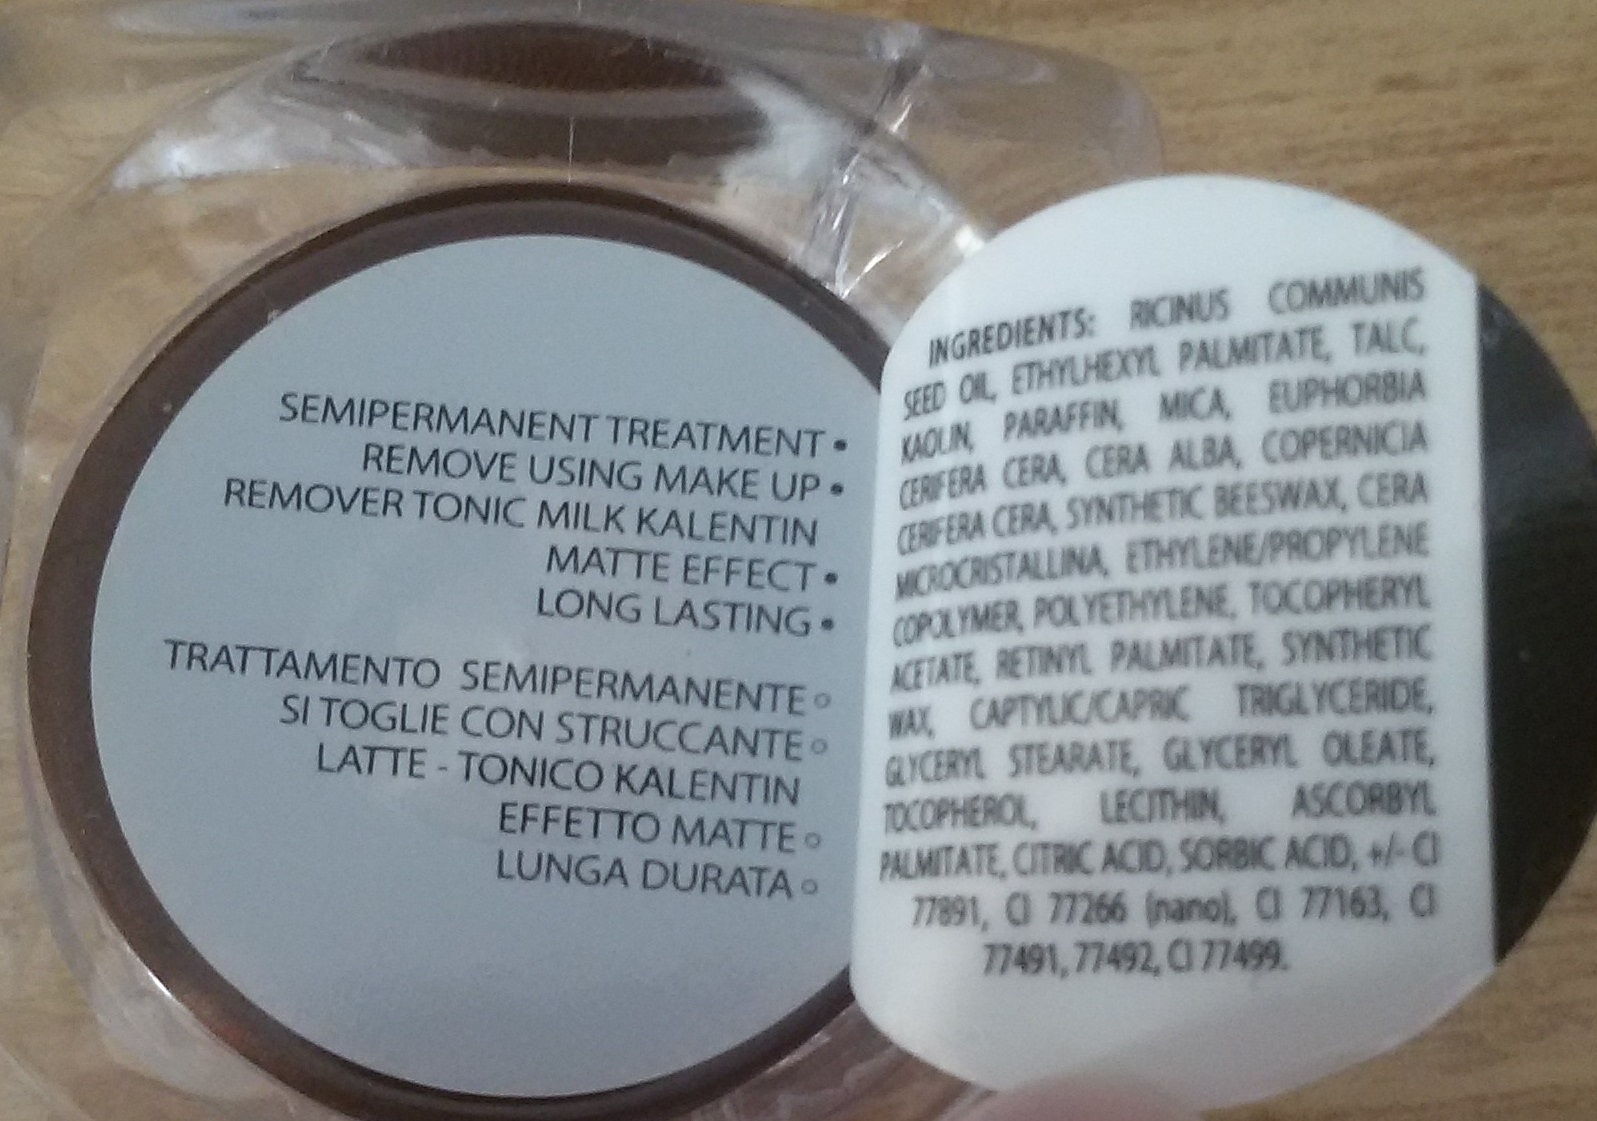 SEMIPERMANENT TREATMENT •
REMOVE USING MAKE UP •
REMOVER TONIC MILK KALENTIN
MATTE EFFECT •
LONG LASTING •
TRATTAMENTO SEMIPERMANENTE ○
SI TOGLIE CON STRUCCANTE ○
LATTE - TONICO KALENTIN
EFFETTO MATTE ○
LUNGA DURATA ○
INGREDIENTS: RICINUS COMMUNIS
SEED OIL, ETHYLHEXYL PALMITATE, TALC,
KAOLIN, PARAFFIN, MICA, EUPHORBIA
CERIFERA CERA, CERA ALBA, COPERNICIA
CERIFERA CERA, SYNTHETIC BEESWAX, CERA
MICROCRISTALLINA, ETHYLENE/PROPYLENE
COPOLYMER, POLYETHYLENE, TOCOPHERYL
ACETATE, RETINYL PALMITATE, SYNTHETIC
WAX, CAPTYLIC/CAPRIC TRIGLYCERIDE,
GLYCERYL STEARATE, GLYCERYL OLEATE,
TOCOPHEROL, LECITHIN, ASCORBYL
PALMITATE, CITRIC ACID, SORBIC ACID, +/- CI
77891, CI 77266 (nano), CI 77163, CI
77491, 77492, CI 77499.